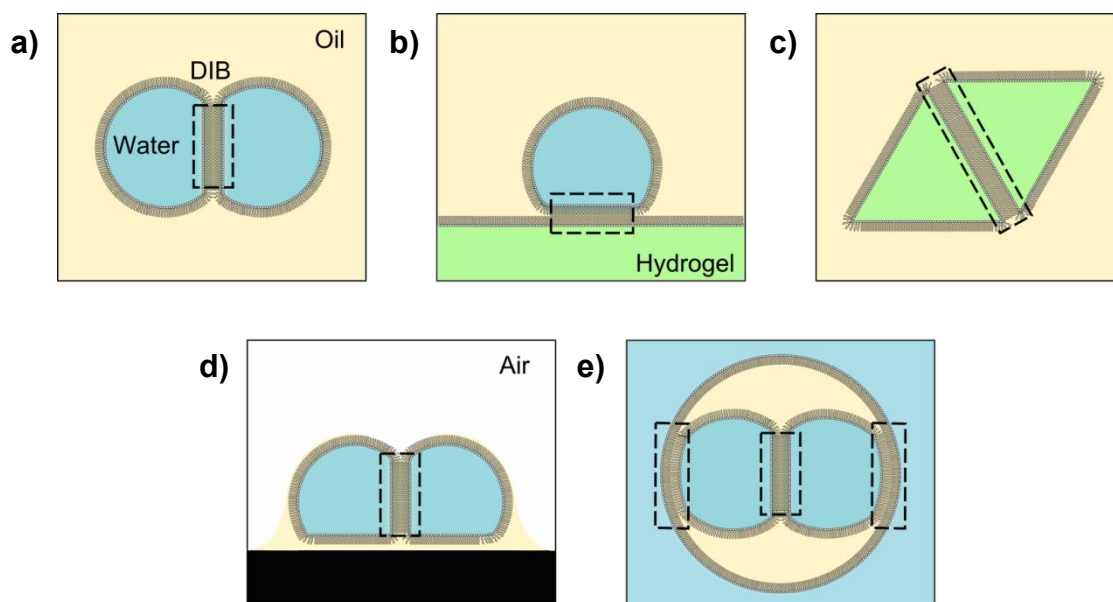 a)
Oil
DIB
Water
b)
Hydrogel
c)
d)
Air
e)